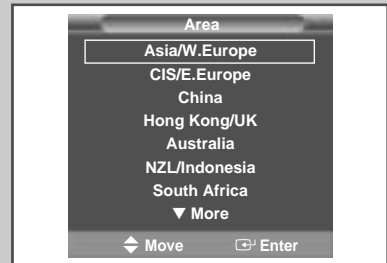 Area
Asia/W.Europe
CIS/E.Europe
China
Hong Kong/UK
Australia
NZL/Indonesia
South Africa
▼ More
Move Enter